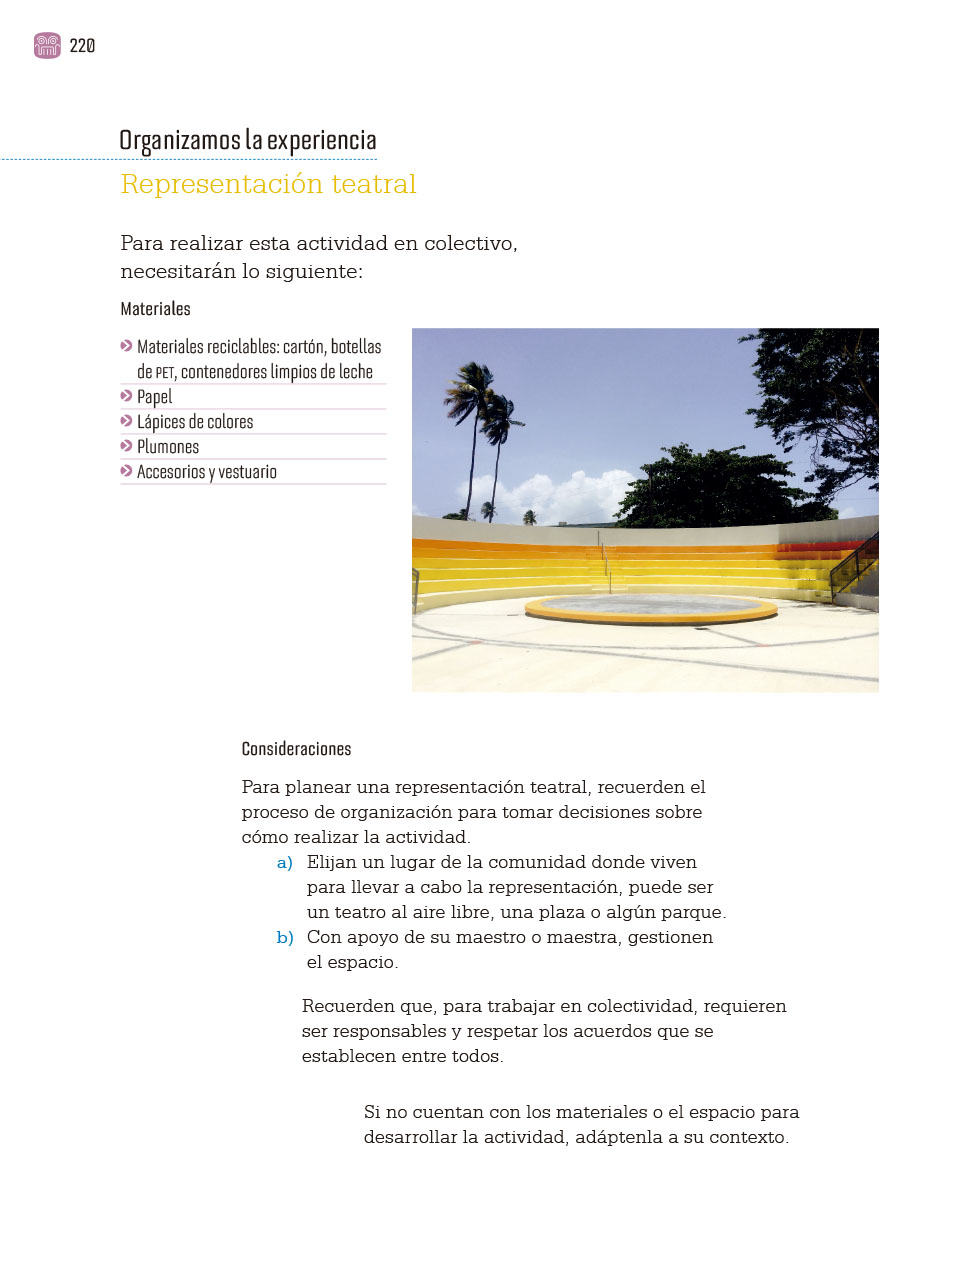 220
Organizamos la experiencia
Representación teatral
Para realizar esta actividad en colectivo,
necesitarán lo siguiente:
Materiales
Materiales reciclables: cartón, botellas
de PET, contenedores limpios de leche
Papel
Lápices de colores
Plumones
Accesorios y vestuario
Consideraciones
Para planear una representación teatral, recuerden el
proceso de organización para tomar decisiones sobre
cómo realizar la actividad.
a) Elijan un lugar de la comunidad donde viven
para llevar a cabo la representación, puede ser
un teatro al aire libre, una plaza o algún parque.
b) Con apoyo de su maestro o maestra, gestionen
el espacio.
Recuerden que, para trabajar en colectividad, requieren
ser responsables y respetar los acuerdos que se
establecen entre todos.
Si no cuentan con los materiales o el espacio para
desarrollar la actividad, adáptenla a su contexto.